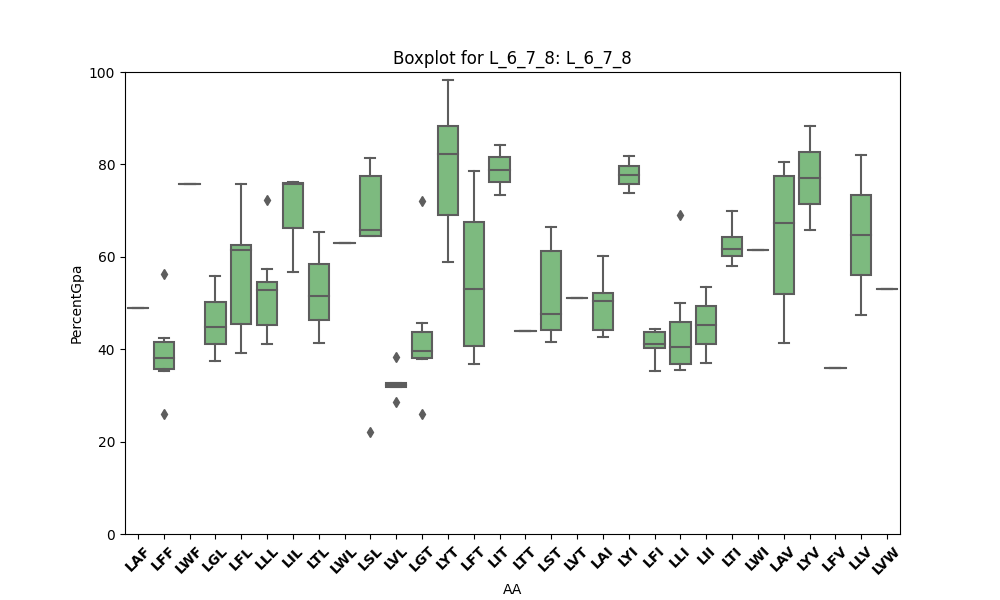 Boxplot for L_6_7_8: L_6_7_8
PercentGpa
100
80
60
40
20
0
LAF LFF LWF LGL LFL LLL LIL LTL LWL LSL LVL LGT LYT LFT LIT LTT LST LVT LAI LYI LFI LLI LII LTI LWI LAV LYV LFV LLV LVW
AA